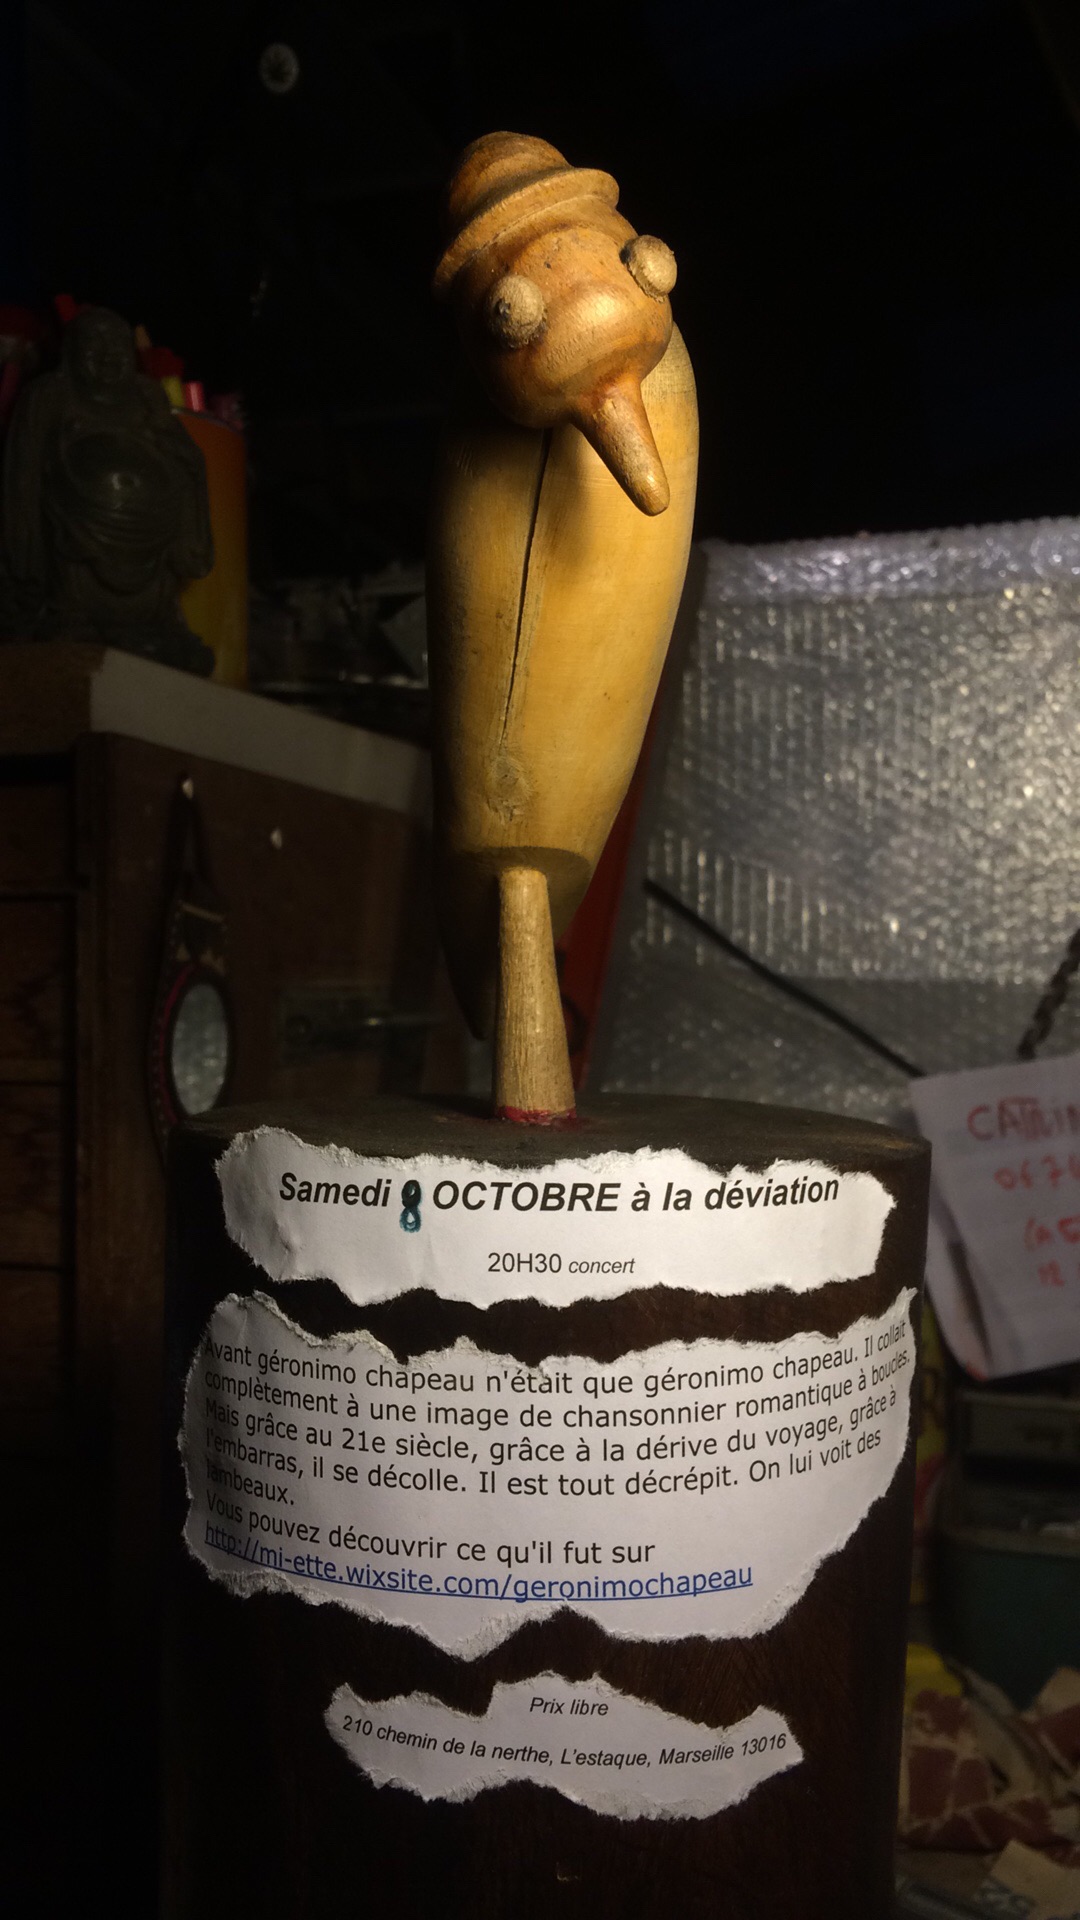 Samedi 8 OCTOBRE à la déviation
20H30 concert
Avant géronimo chapeau n'était que géronimo chapeau. Il collait
complètement à une image de chansonnier romantique à boucles.
Mais grâce au 21e siècle, grâce à la dérive du voyage, grâce à
l'embarras, il se décolle. Il est tout décrépit. On lui voit des
lambeaux.
Vous pouvez découvrir ce qu'il fut sur
http://mi-ette.wixsite.com/geronimochapeau
Prix libre
210 chemin de la nerthe, L'estaque, Marseille 13016